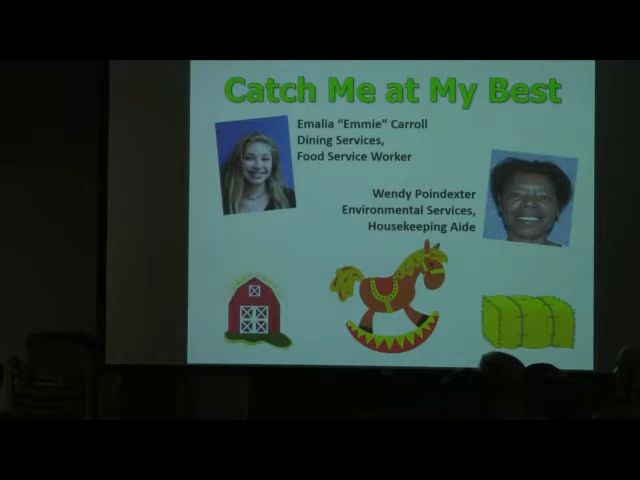 Catch Me at My Best
Emalia “Emmie” Carroll
Dining Services,
Food Service Worker
Wendy Poindexter
Environmental Services,
Housekeeping Aide